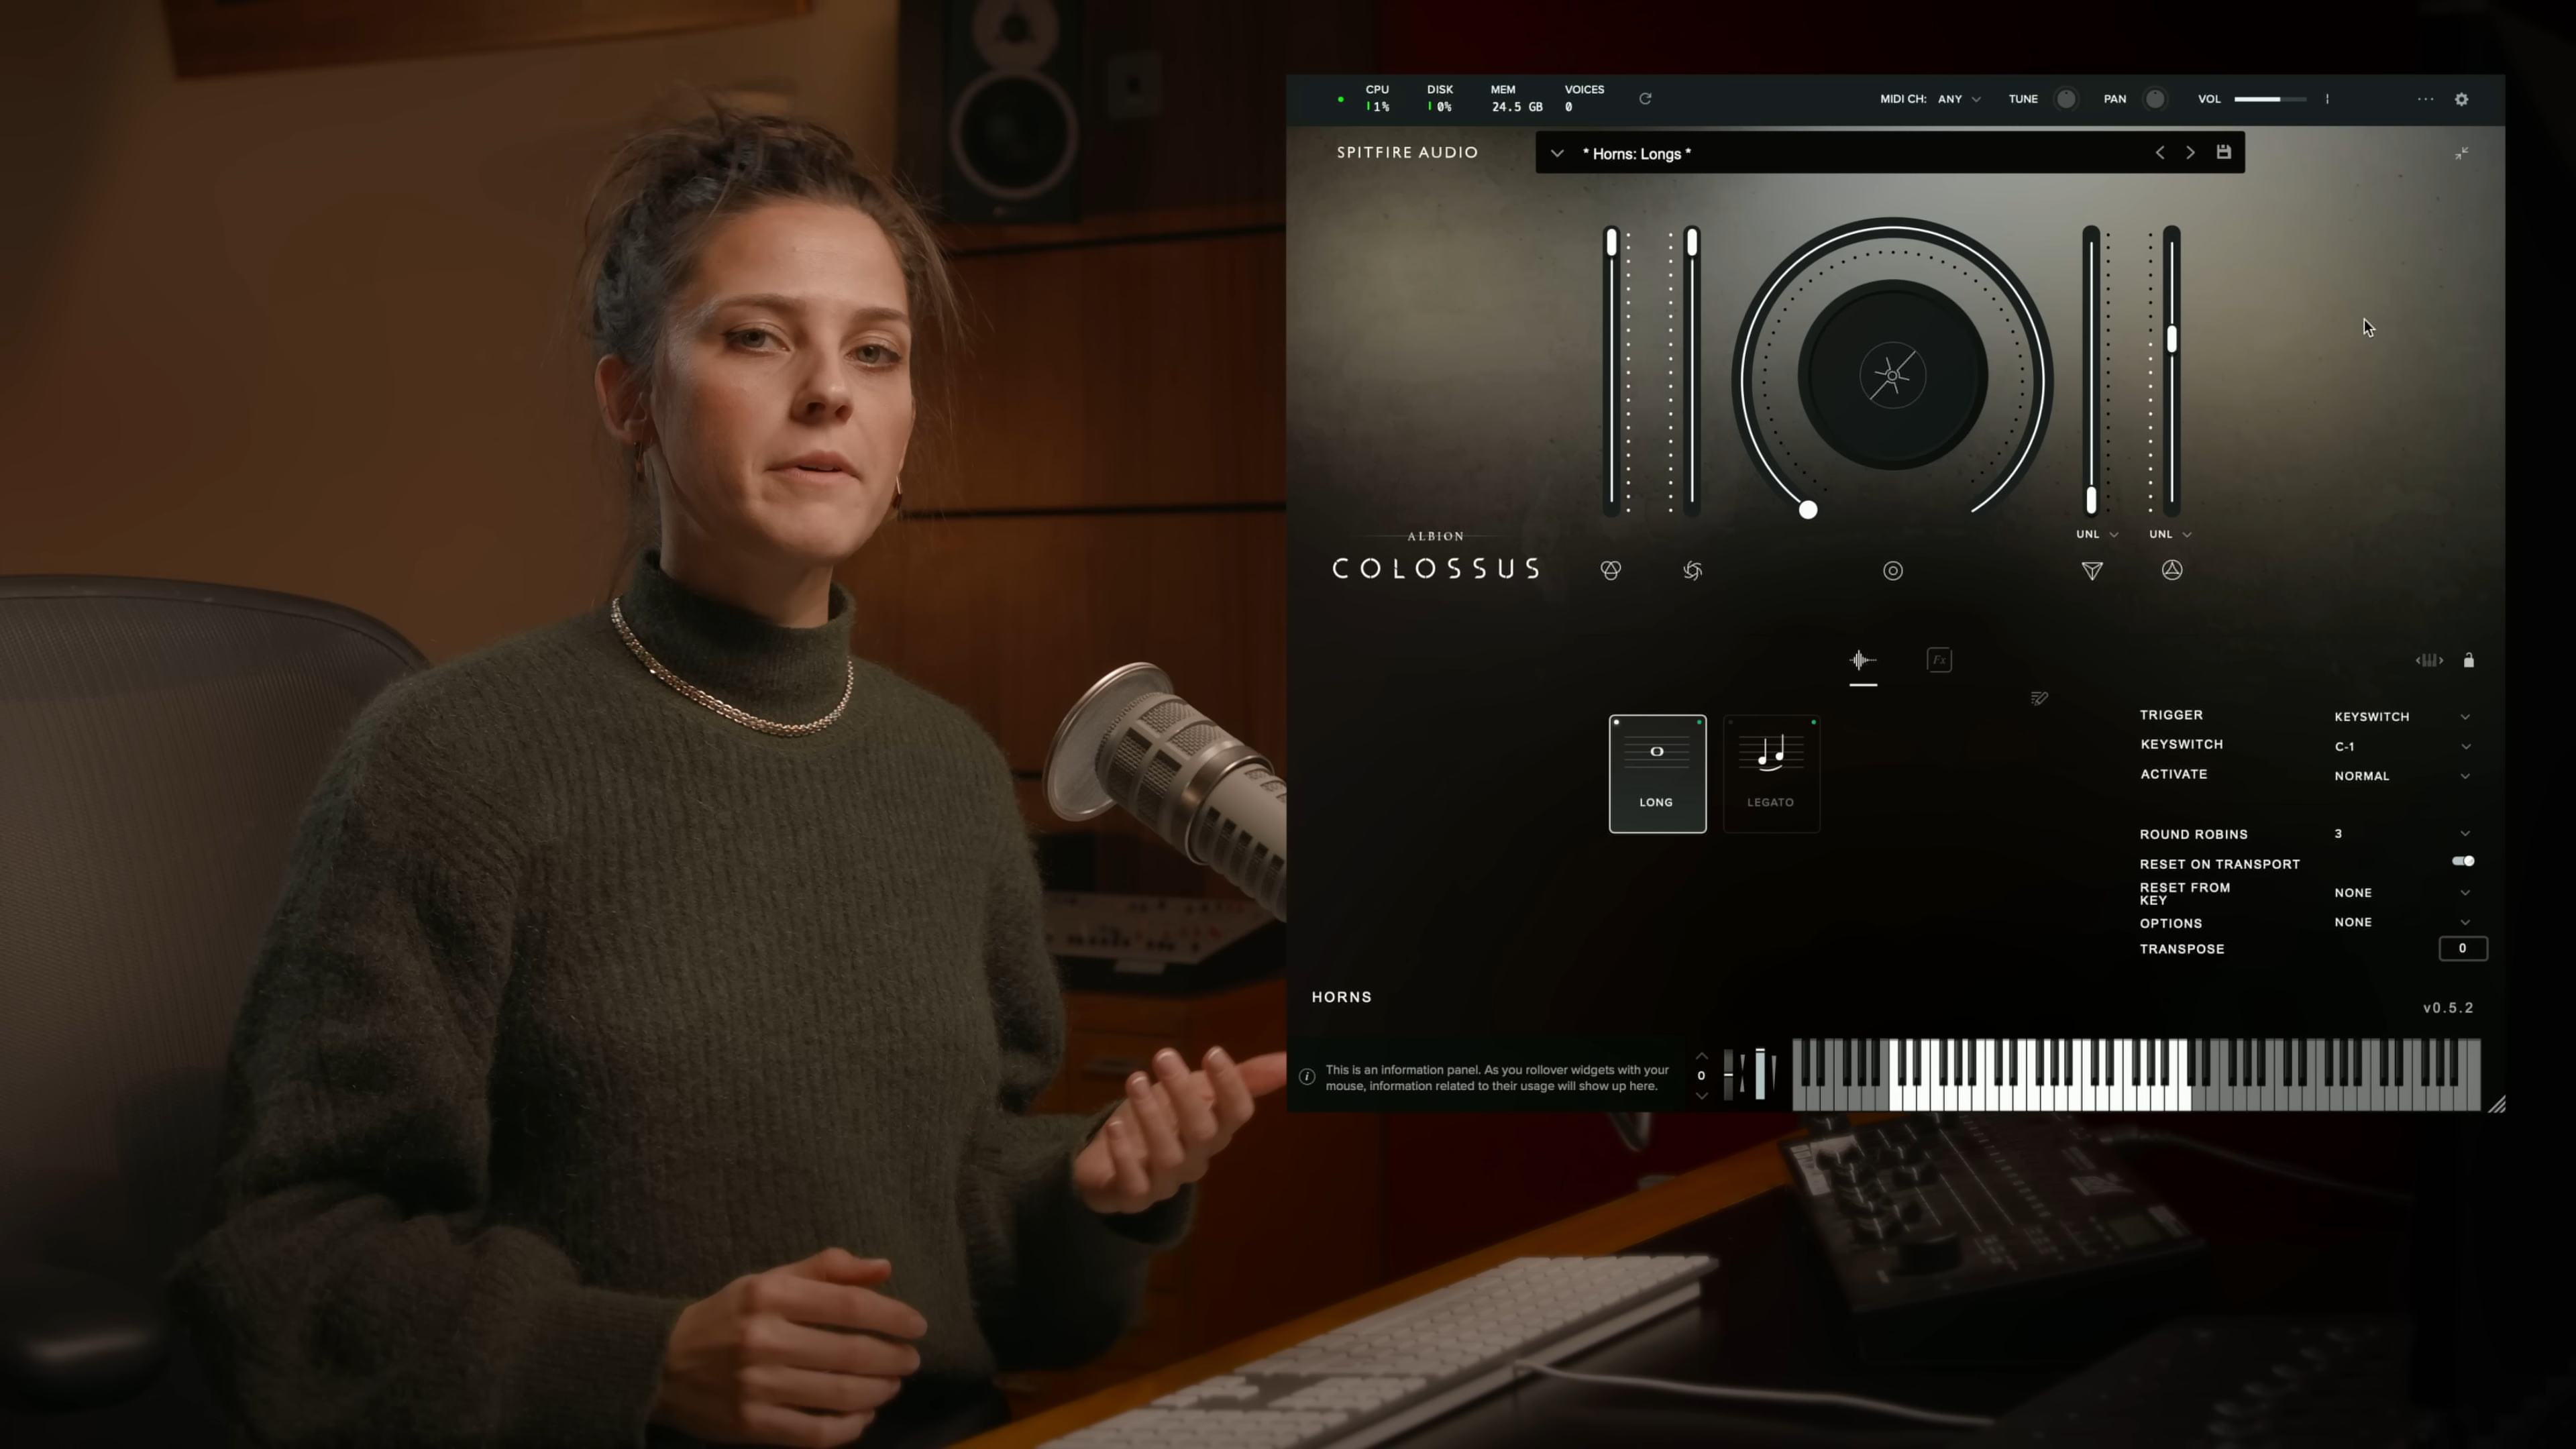 CPU DISK MEM VOICES
1% 0% 24.5 GB 0
MIDI CH: ANY TUNE PAN VOL
SPITFIRE AUDIO
* Horns: Longs *
UNL UNL
ALBION
COLOSSUS
Fx
TRIGGER KEYSWITCH
KEYSWITCH C-1
ACTIVATE NORMAL
LONG LEGATO
ROUND ROBINS 3
RESET ON TRANSPORT
RESET FROM
KEY NONE
OPTIONS NONE
TRANSPOSE 0
HORNS
v0.5.2
This is an information panel. As you rollover widgets with your
mouse, information related to their usage will show up here.
0